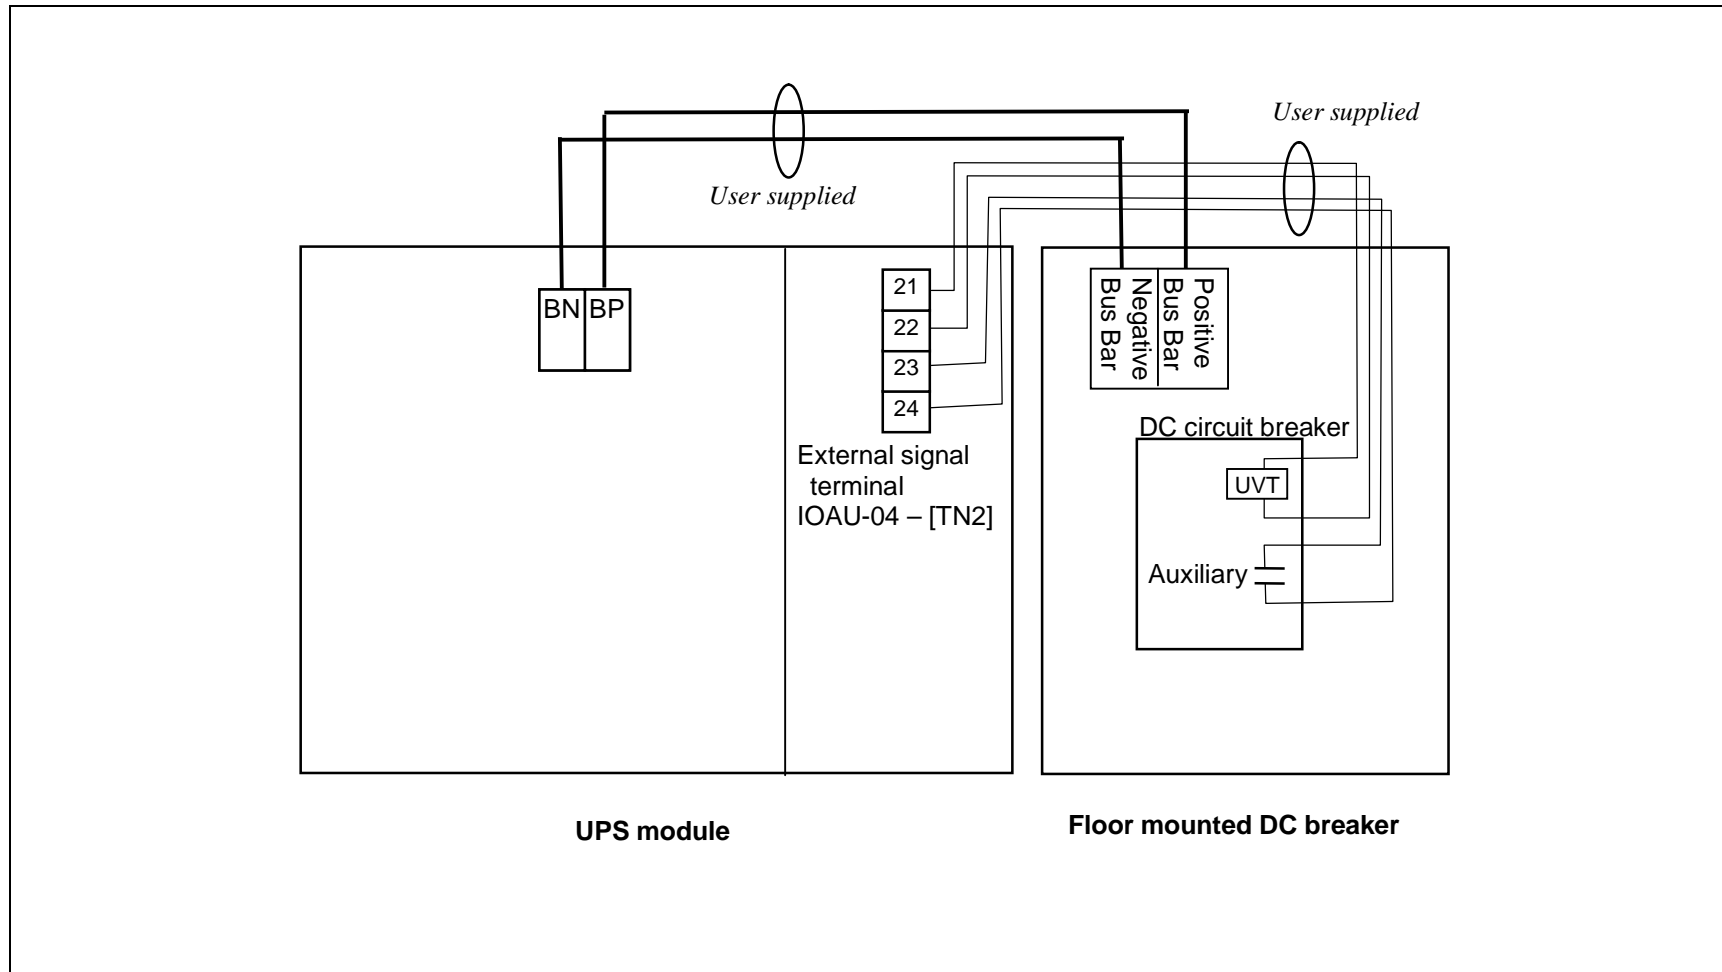 User supplied
User supplied
BN BP
21
22
23
24
External signal
terminal
IOAU-04 – [TN2]
Positive
Bus Bar
Negative
Bus Bar
DC circuit breaker
UVT
Auxiliary
UPS module
Floor mounted DC breaker